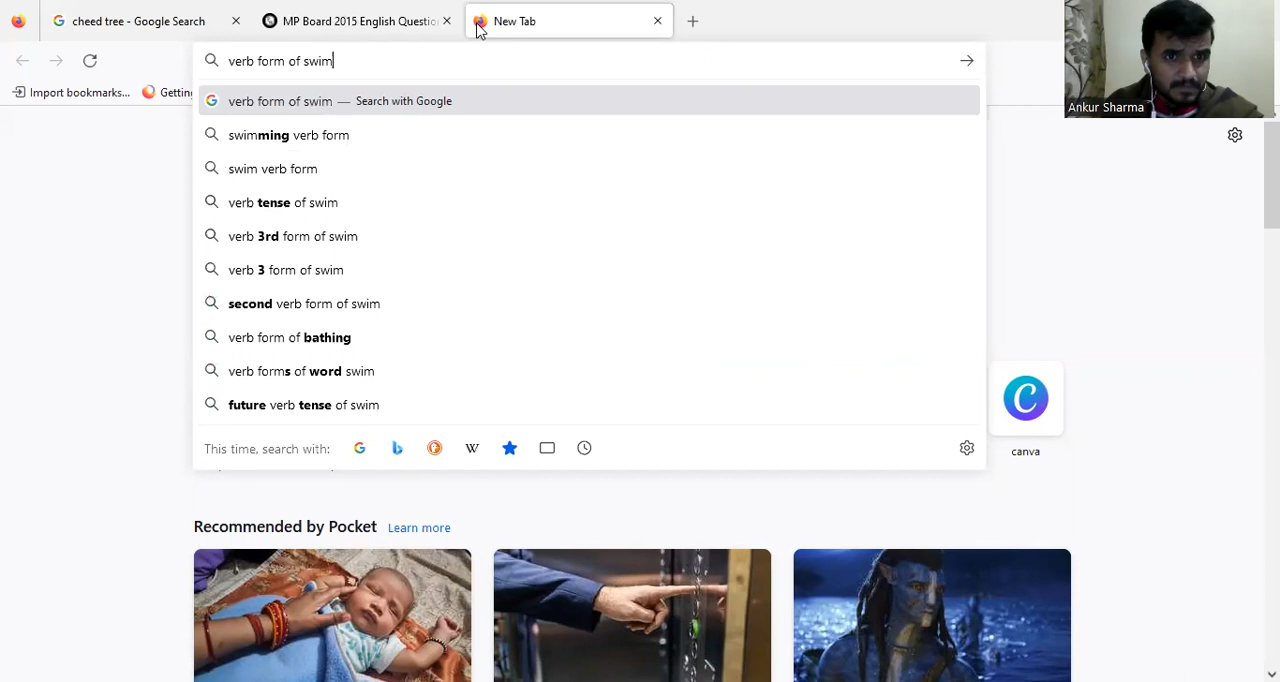 cheed tree - Google Search
MP Board 2015 English Questio
New Tab
verb form of swim
Import bookmarks...
Gettin
verb form of swim — Search with Google
swimming verb form
swim verb form
verb tense of swim
verb 3rd form of swim
verb 3 form of swim
second verb form of swim
verb form of bathing
verb forms of word swim
future verb tense of swim
This time, search with:
W
C
canva
Recommended by Pocket Learn more
Ankur Sharma